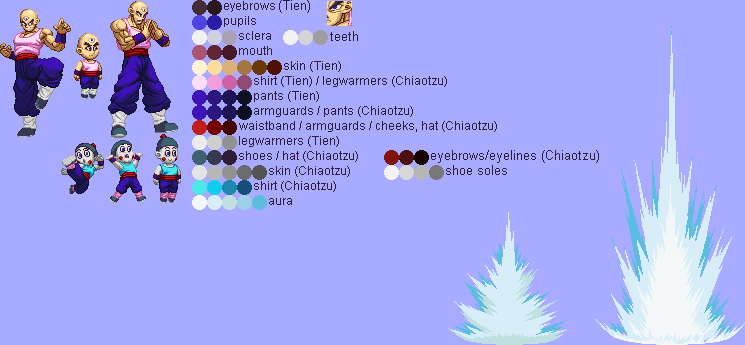 eyebrows (Tien)
pupils
sclera teeth
mouth
skin (Tien)
shirt (Tien) / legwarmers (Chiaotzu)
pants (Tien)
armguards / pants (Chiaotzu)
waistband / armguards / cheeks, hat (Chiaotzu)
legwarmers (Tien)
shoes / hat (Chiaotzu) eyebrows/eyelines (Chiaotzu)
skin (Chiaotzu) shoe soles
shirt (Chiaotzu)
aura